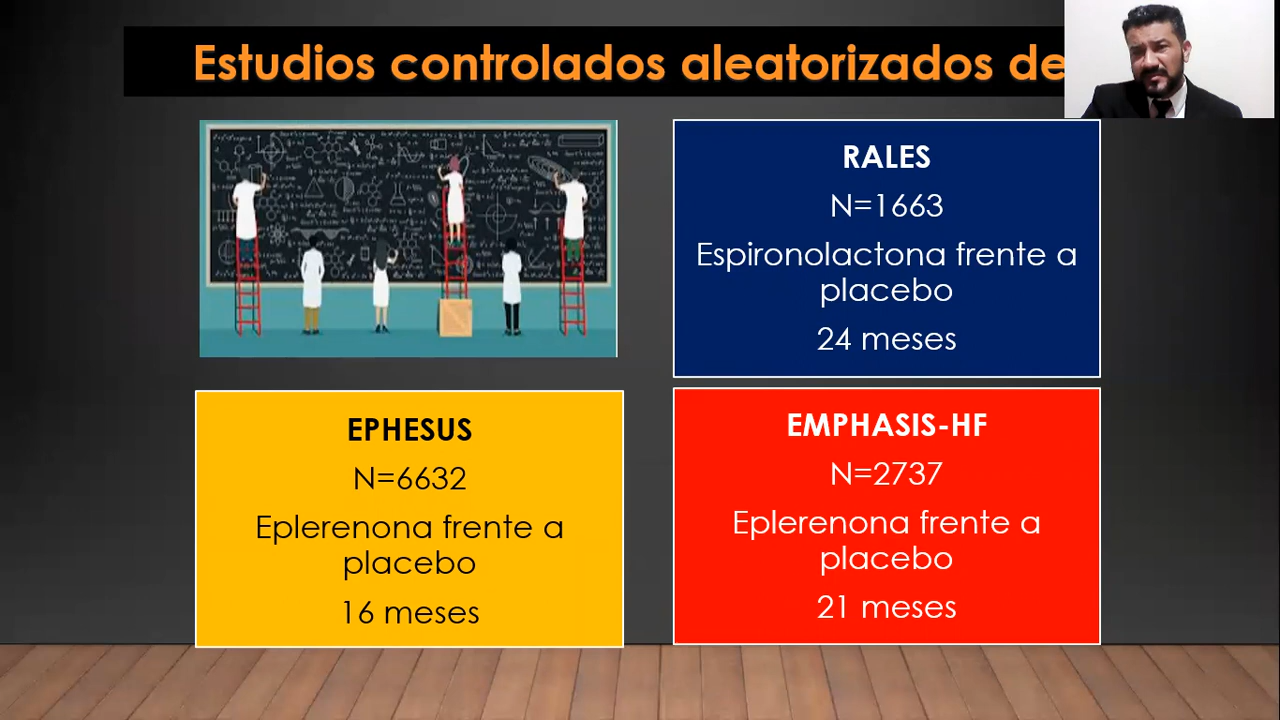 Estudios controlados aleatorizados de
RALES
N=1663
Espironolactona frente a
placebo
24 meses
EPHESUS
N=6632
Eplerenona frente a
placebo
16 meses
EMPHASIS-HF
N=2737
Eplerenona frente a
placebo
21 meses